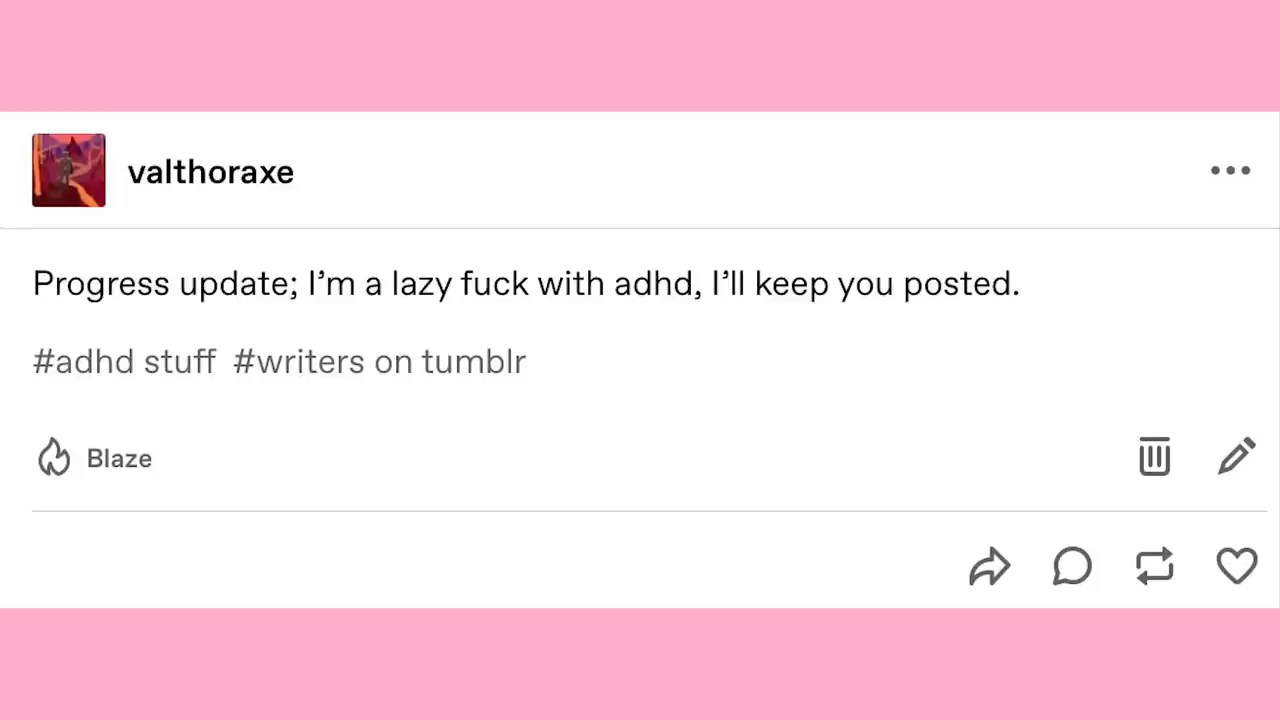 valthoraxe
Progress update; I’m a lazy fuck with adhd, I’ll keep you posted.
#adhd stuff #writers on tumblr
Blaze